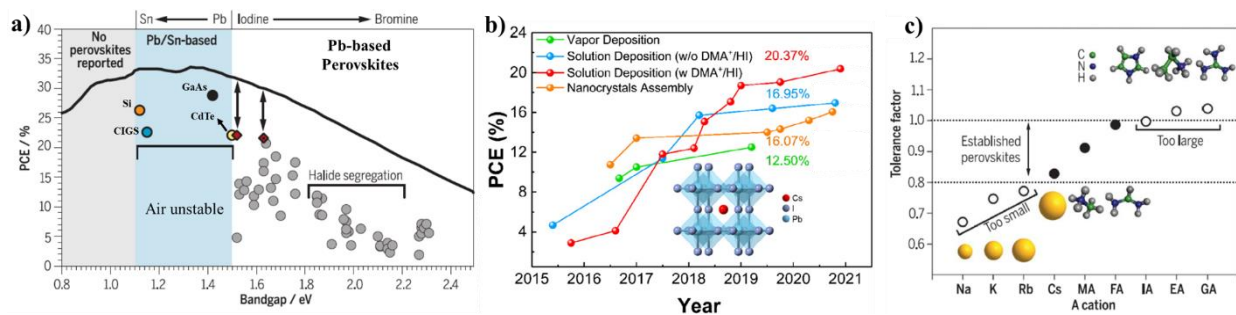 a)
Sn
Pb
Iodine
Bromine
No
perovskites
reported
Pb/Sn-based
Pb-based
Perovskites
GaAs
Si
CdTe
CIGS
Halide segregation
Air unstable
PCE / %
40
35
30
25
20
15
10
5
0
0.8
1.0
1.2
1.4
1.6
1.8
2.0
2.2
2.4
Bandgap / eV
b)
Vapor Deposition
Solution Deposition (w/o DMA⁺/HI)
Solution Deposition (w DMA⁺/HI)
Nanocrystals Assembly
20.37%
16.95%
16.07%
12.50%
Cs
I
Pb
PCE (%)
24
20
16
12
8
4
2015
2016
2017
2018
2019
2020
2021
Year
c)
C
N
H
Tolerance factor
1.2
1.1
1.0
0.9
0.8
0.7
0,6
Established
perovskites
Too large
Too small
Na
K
Rb
Cs
MA
FA
IA
EA
GA
A cation